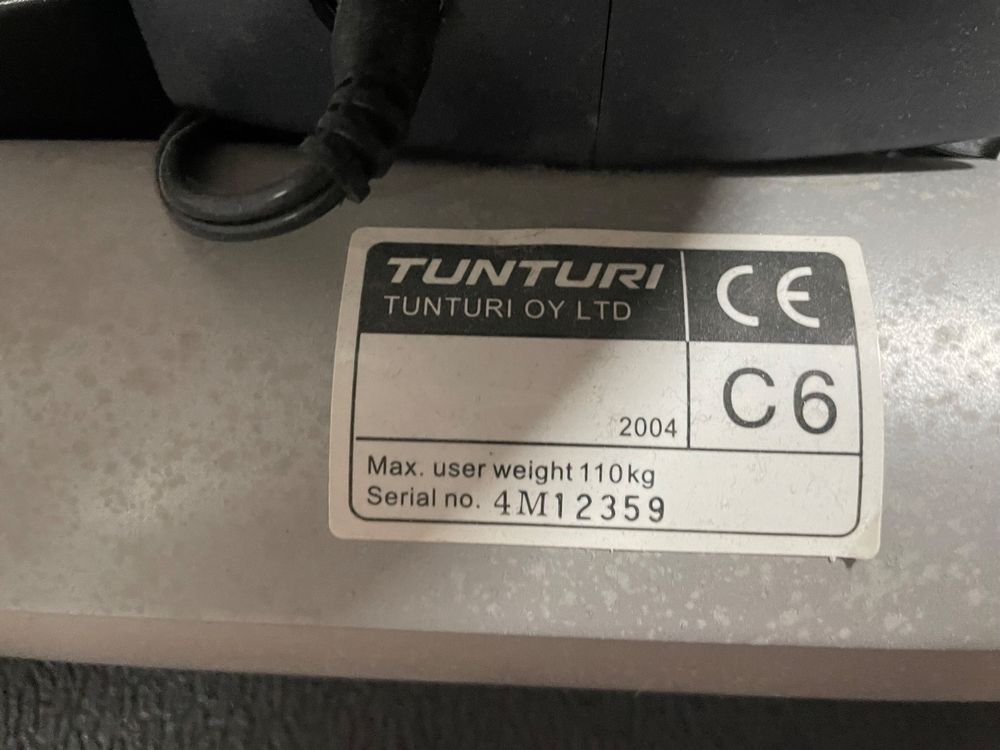 TUNTURI
TUNTURI OY LTD
CE
C6
2004
Max. user weight 110kg
Serial no. 4M12359